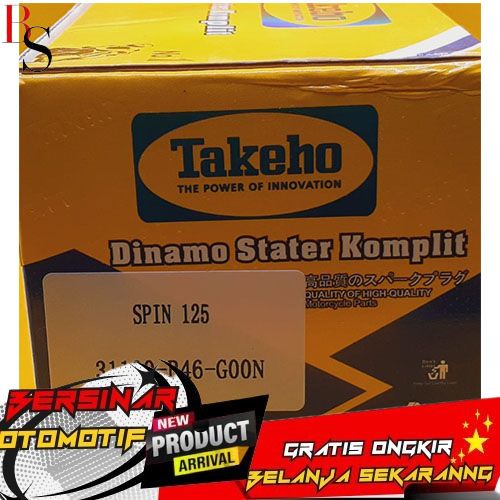 BS
Takeho
THE POWER OF INNOVATION
Dinamo Stater Komplit
高品質のスパークプラグ
QUALITY OF HIGH-QUALITY
Motorcycle Parts
SPIN 125
BERSINAR
OTOMOTIF
NEW
PRODUCT
ARRIVAL
GRATIS ONGKIR
BELANJA SEKARANNG